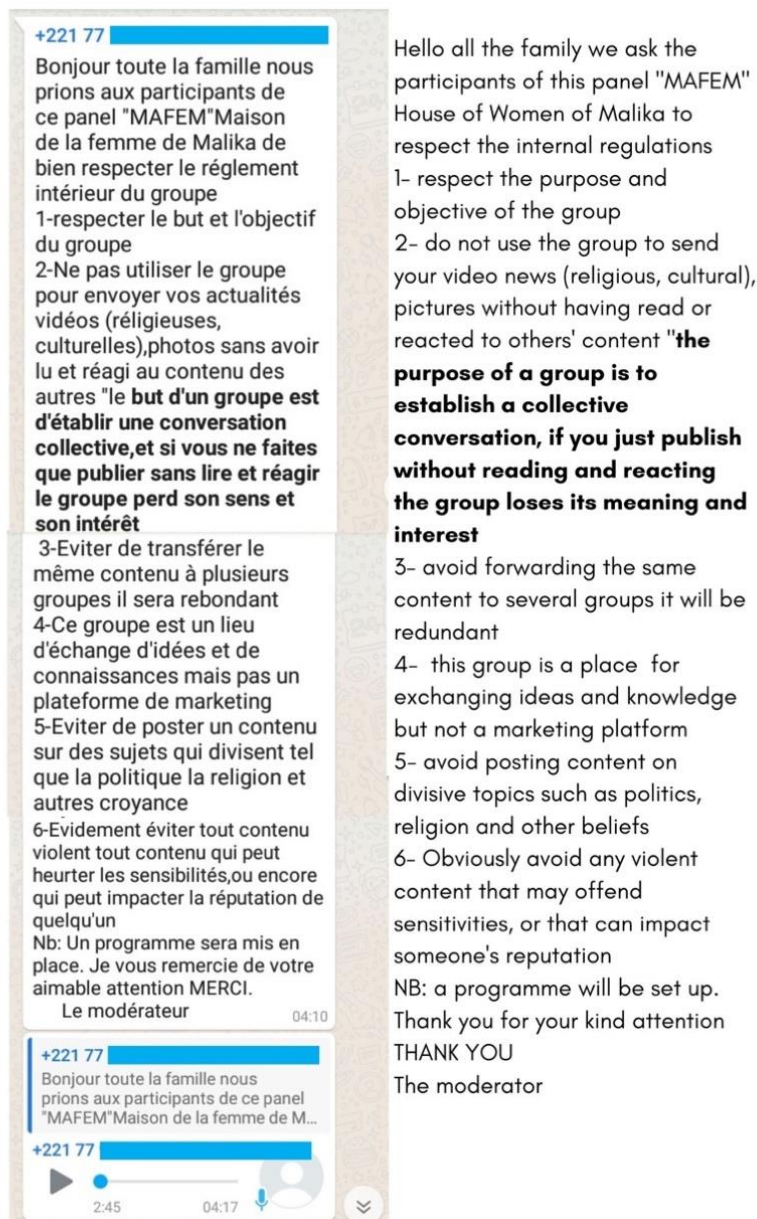 +221 77
Bonjour toute la famille nous
prions aux participants de
ce panel "MAFEM"Maison
de la femme de Malika de
bien respecter le réglement
intérieur du groupe
1-respecter le but et l'objectif
du groupe
2-Ne pas utiliser le groupe
pour envoyer vos actualités
vidéos (réligieuses,
culturelles),photos sans avoir
lu et réagi au contenu des
autres "le but d'un groupe est
d'établir une conversation
collective,et si vous ne faites
que publier sans lire et réagir
le groupe perd son sens et
son intérêt
3-Eviter de transférer le
même contenu à plusieurs
groupes il sera rebondant
4-Ce groupe est un lieu
d'échange d'idées et de
connaissances mais pas un
plateforme de marketing
5-Eviter de poster un contenu
sur des sujets qui divisent tel
que la politique la religion et
autres croyance
6-Evidement éviter tout contenu
violent tout contenu qui peut
heurter les sensibilités,ou encore
qui peut impacter la réputation de
quelqu'un
Nb: Un programme sera mis en
place. Je vous remercie de votre
aimable attention MERCI.
Le modérateur
04:10
+221 77
Bonjour toute la famille nous
prions aux participants de ce panel
"MAFEM"Maison de la femme de M...
+221 77
2:45 04:17
Hello all the family we ask the
participants of this panel "MAFEM"
House of Women of Malika to
respect the internal regulations
1- respect the purpose and
objective of the group
2- do not use the group to send
your video news (religious, cultural),
pictures without having read or
reacted to others' content "the
purpose of a group is to
establish a collective
conversation, if you just publish
without reading and reacting
the group loses its meaning and
interest
3- avoid forwarding the same
content to several groups it will be
redundant
4- this group is a place for
exchanging ideas and knowledge
but not a marketing platform
5- avoid posting content on
divisive topics such as politics,
religion and other beliefs
6- Obviously avoid any violent
content that may offend
sensitivities, or that can impact
someone's reputation
NB: a programme will be set up.
Thank you for your kind attention
THANK YOU
The moderator